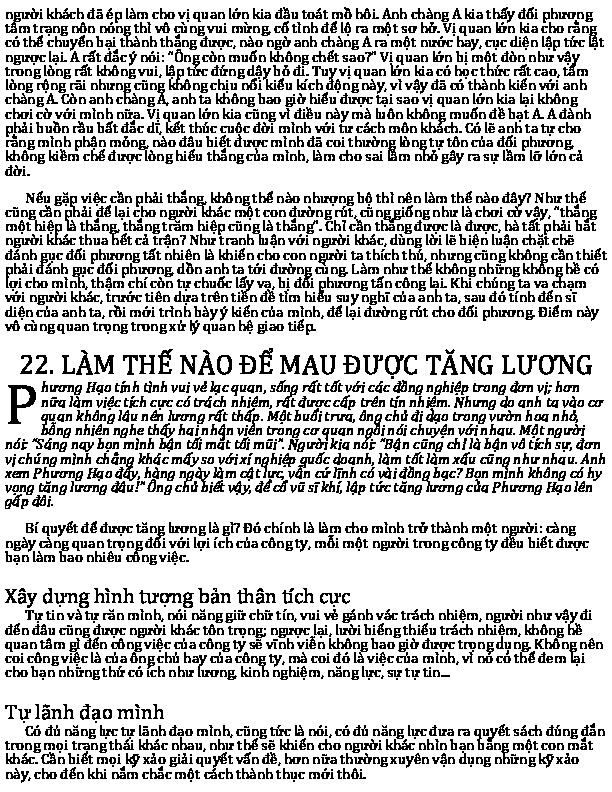 người khách đã ép làm cho vị quan lớn kia đầu toát mồ hôi. Anh chàng A kia thấy đối phương
tâm trạng nôn nóng thì vô cùng vui mừng, cố tình để lộ ra một sơ hở. Vị quan lớn kia cho rằng
có thể chuyển bại thành thắng được, nào ngờ anh chàng A ra một nước hay, cục diện lập tức lật
ngược lại. A rất đắc ý nói: “Ông còn muốn không chết sao?” Vị quan lớn bị một đòn như vậy
trong lòng rất không vui, lập tức đứng dậy bỏ đi. Tuy vị quan lớn kia có học thức rất cao, tấm
lòng rộng rãi nhưng cũng không chịu nổi kiểu kích động này, vì vậy đã có thành kiến với anh
chàng A. Còn anh chàng A, anh ta không bao giờ hiểu được tại sao vị quan lớn kia lại không
chơi cờ với mình nữa. Vị quan lớn kia cũng vì điều này mà luôn không muốn đề bạt A. A đành
phải buồn rầu bất đắc dĩ, kết thúc cuộc đời mình với tư cách môn khách. Có lẽ anh ta tự cho
rằng mình phận mỏng, nào đâu biết được mình đã coi thường lòng tự tôn của đối phương,
không kiềm chế được lòng hiếu thắng của mình, làm cho sai lầm nhỏ gây ra sự lầm lỡ lớn cả
đời.
Nếu gặp việc cần phải thắng, không thể nào nhượng bộ thì nên làm thế nào đây? Như thế
cũng cần phải để lại cho người khác một con đường rút, cũng giống như là chơi cờ vậy, “thắng
một hiệp là thắng, thắng trăm hiệp cũng là thắng”. Chỉ cần thắng được là được, hà tất phải bắt
người khác thua hết cả trận? Như tranh luận với người khác, dùng lời lẽ biện luận chặt chẽ
đánh gục đối phương tất nhiên là khiến cho con người ta thích thú, nhưng cũng không cần thiết
phải đánh gục đối phương, dồn anh ta tới đường cùng. Làm như thế không những không hề có
lợi cho mình, thậm chí còn tự chuốc lấy vạ, bị đối phương tấn công lại. Khi chúng ta va chạm
với người khác, trước tiên dựa trên tiền đề tìm hiểu suy nghĩ của anh ta, sau đó tính đến sĩ
diện của anh ta, rồi mới trình bày ý kiến của mình, để lại đường rút cho đối phương. Điểm này
vô cùng quan trọng trong xử lý quan hệ giao tiếp.
22. LÀM THẾ NÀO ĐỂ MAU ĐƯỢC TĂNG LƯƠNG
Phương Hạo tính tình vui vẻ lạc quan, sống rất tốt với các đồng nghiệp trong đơn vị; hơn
nữa làm việc tích cực có trách nhiệm, rất được cấp trên tín nhiệm. Nhưng do anh ta vào cơ
quan không lâu nên lương rất thấp. Một buổi trưa, ông chủ đi dạo trong vườn hoa nhỏ,
bỗng nhiên nghe thấy hai nhân viên trong cơ quan ngồi nói chuyện với nhau. Một người
nói: “Sáng nay bọn mình bận tối mắt tối mũi”. Người kia nói: “Bận cũng chỉ là bận vô tích sự, đơn
vị chúng mình chẳng khác mấy so với xí nghiệp quốc doanh, làm tốt làm xấu cũng như nhau. Anh
xem Phương Hạo đấy, hàng ngày làm cật lực, vẫn cứ lĩnh có vài đồng bạc? Bọn mình không có hy
vọng tăng lương đâu!” Ông chủ biết vậy, để cổ vũ sĩ khí, lập tức tăng lương của Phương Hạo lên
gấp đôi.
Bí quyết để được tăng lương là gì? Đó chính là làm cho mình trở thành một người: càng
ngày càng quan trọng đối với lợi ích của công ty, mỗi một người trong công ty đều biết được
bạn làm bao nhiêu công việc.
Xây dựng hình tượng bản thân tích cực
Tự tin và tự răn mình, nói năng giữ chữ tín, vui vẻ gánh vác trách nhiệm, người như vậy đi
đến đâu cũng được người khác tôn trọng; ngược lại, lười biếng thiếu trách nhiệm, không hề
quan tâm gì đến công việc của công ty sẽ vĩnh viễn không bao giờ được trọng dụng. Không nên
coi công việc là của ông chủ hay của công ty, mà coi đó là việc của mình, vì nó có thể đem lại
cho bạn những thứ có ích như lương, kinh nghiệm, năng lực, sự tự tin...
Tự lãnh đạo mình
Có đủ năng lực tự lãnh đạo mình, cũng tức là nói, có đủ năng lực đưa ra quyết sách đúng đắn
trong mọi trạng thái khác nhau, như thế sẽ khiến cho người khác nhìn bạn bằng một con mắt
khác. Cần biết mọi kỹ xảo giải quyết vấn đề, hơn nữa thường xuyên vận dụng những kỹ xảo
này, cho đến khi nắm chắc một cách thành thục mới thôi.